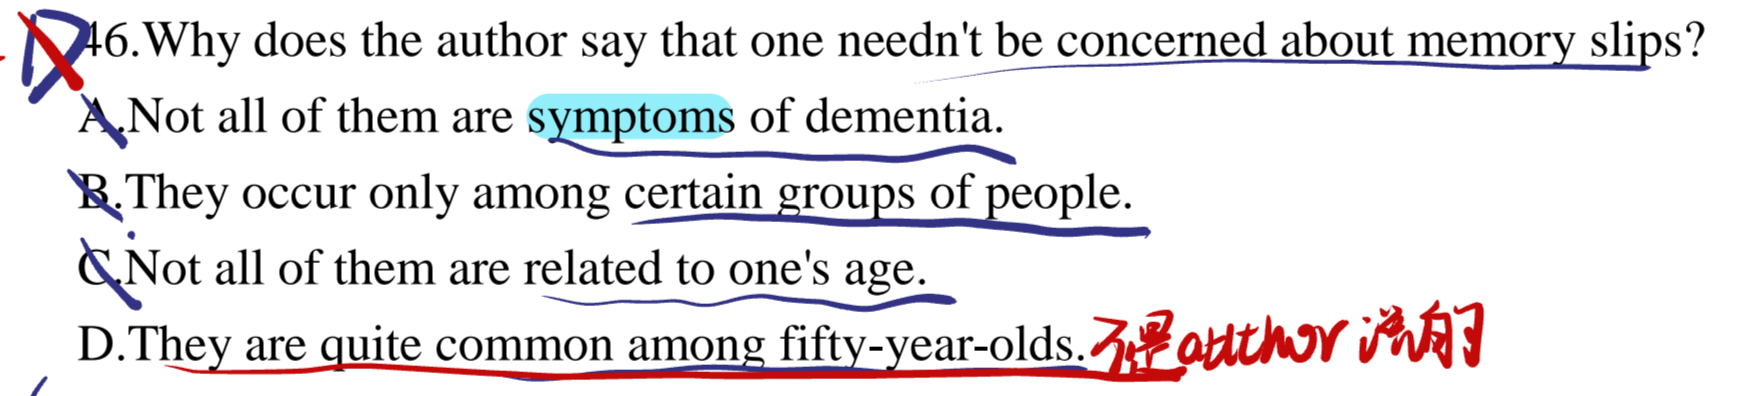 D 46.Why does the author say that one needn't be concerned about memory slips?
A.Not all of them are symptoms of dementia.
B.They occur only among certain groups of people.
C.Not all of them are related to one's age.
D.They are quite common among fifty-year-olds. 不是author说的